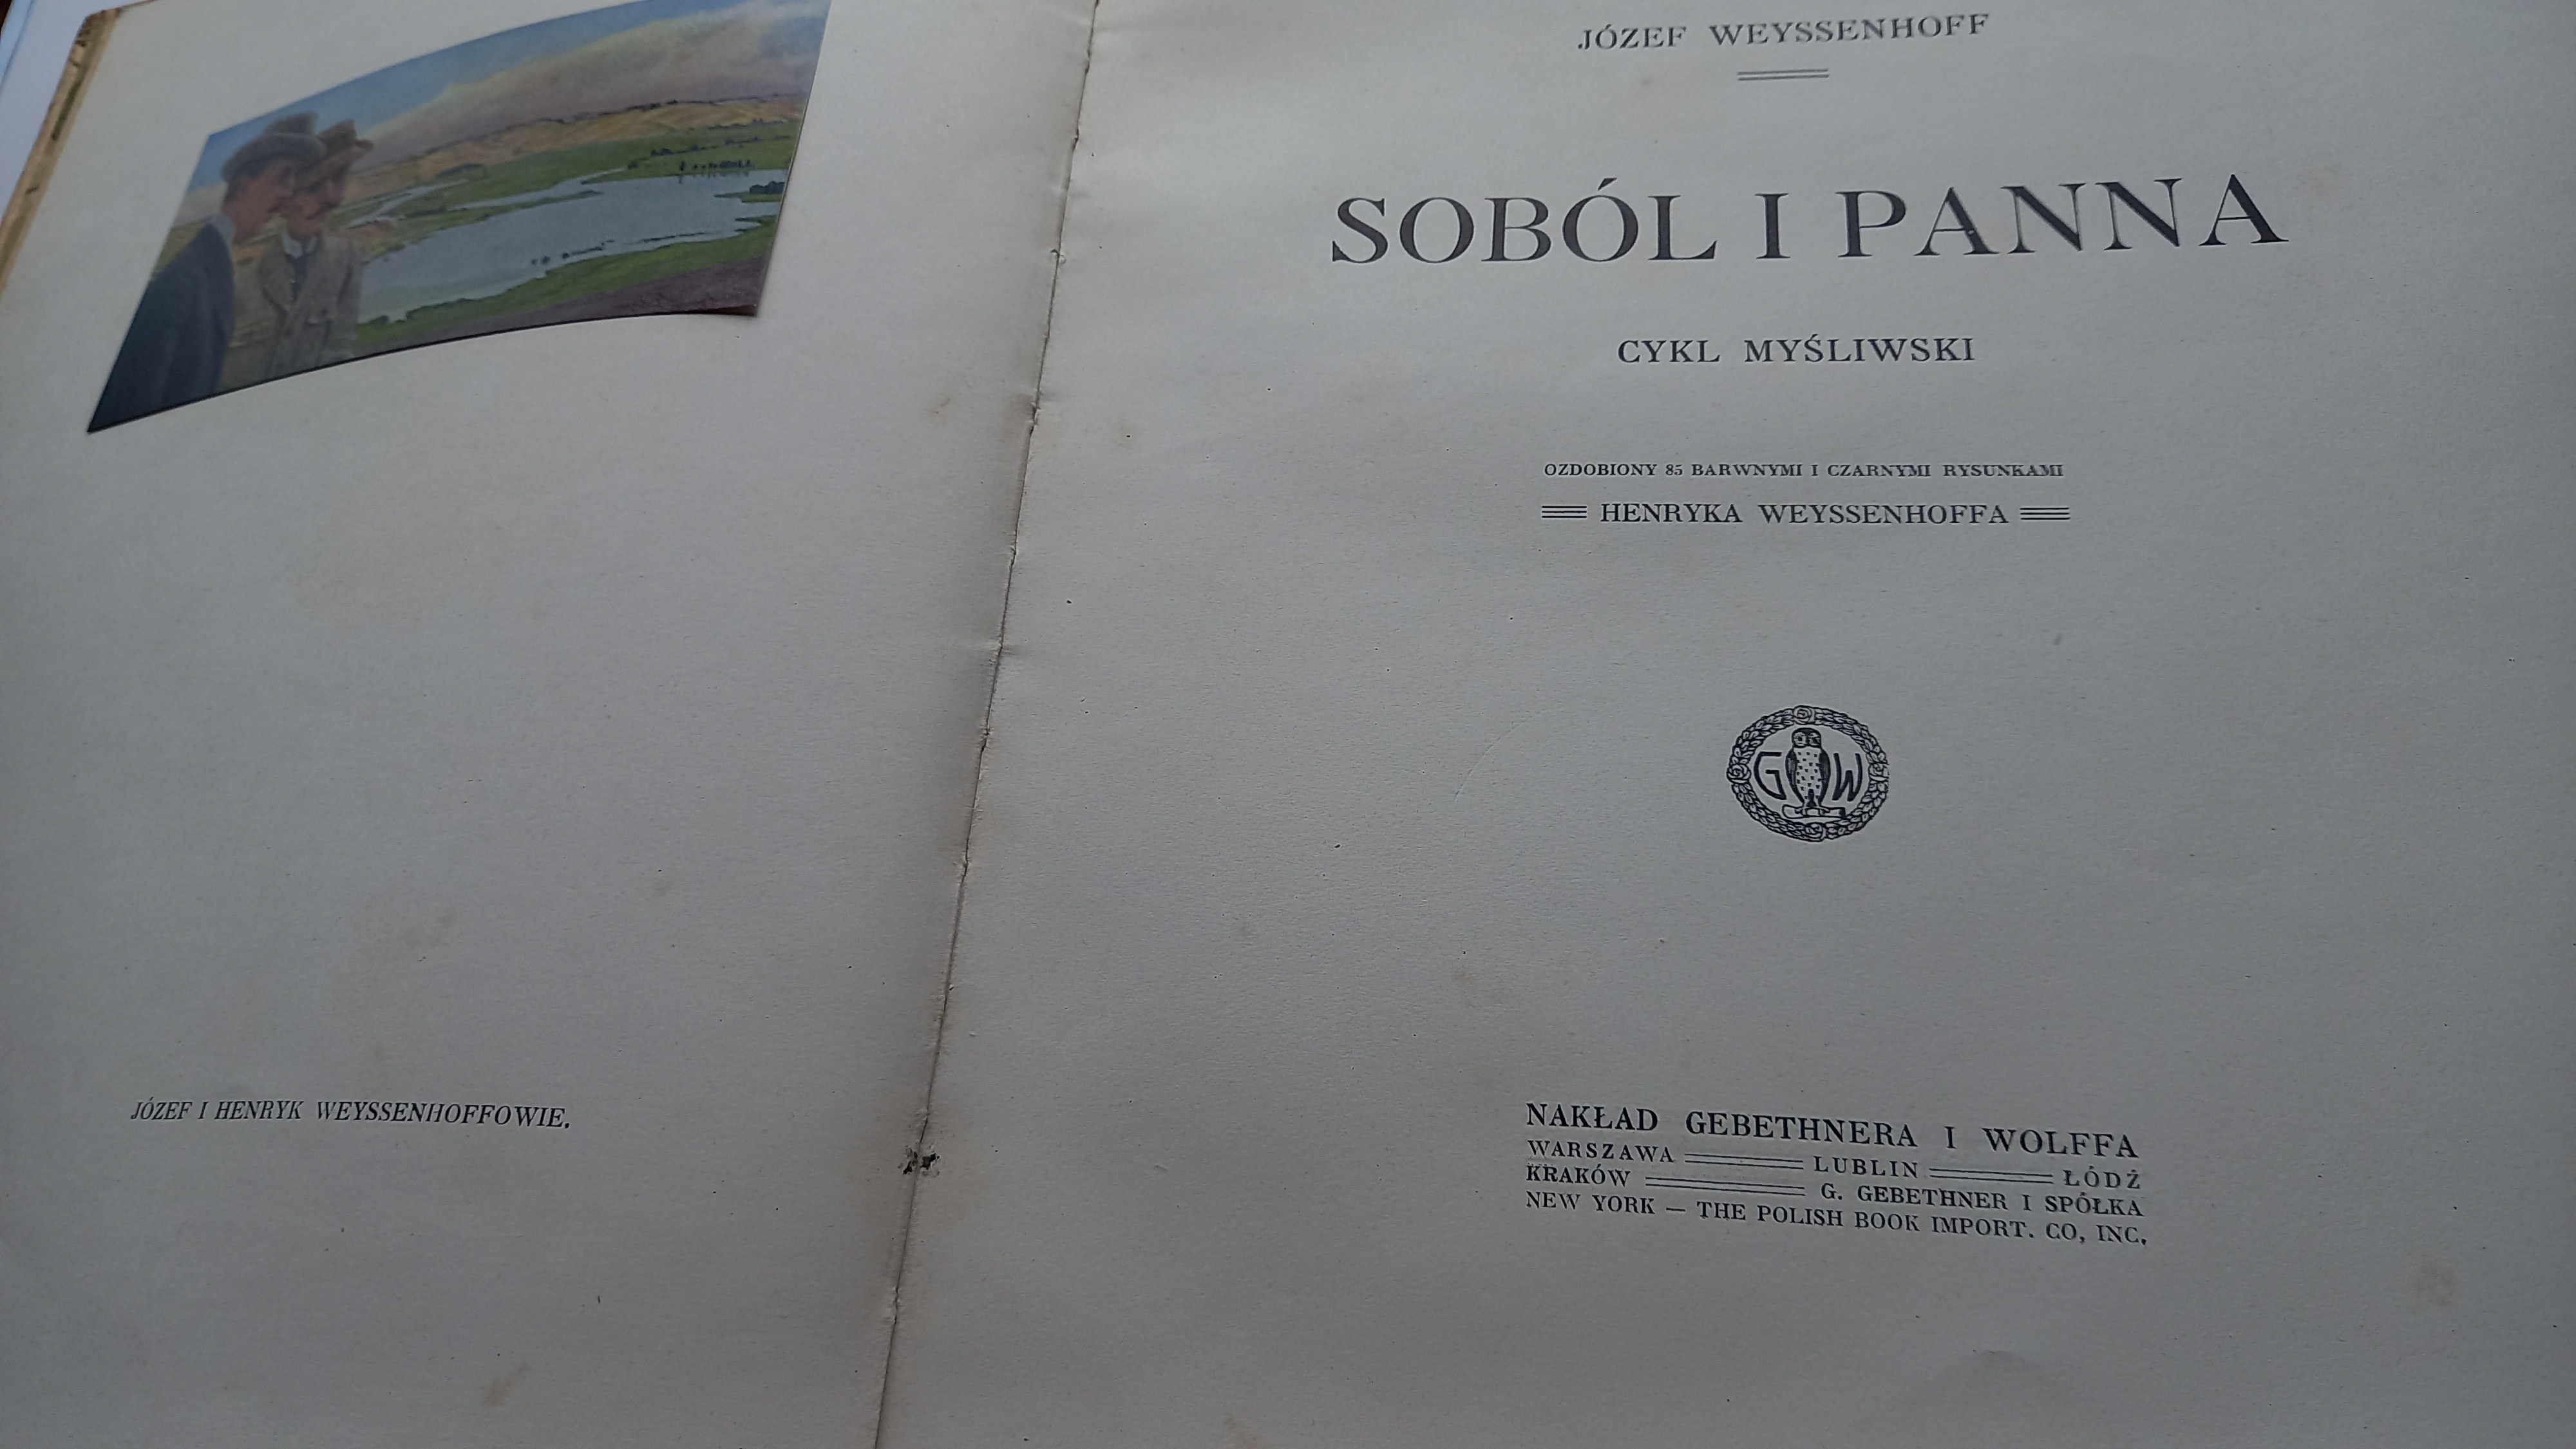 JÓZEF I HENRYK WEYSSENHOFFOWIE.
JÓZEF WEYSSENHOFF
SOBÓL I PANNA
CYKL MYŚLIWSKI
OZDOBIONY 85 BARWNYMI I CZARNYMI RYSUNKAMI
HENRYKA WEYSSENHOFFA
G W
NAKŁAD GEBETHNERA I WOLFFA
WARSZAWA LUBLIN ŁÓDŹ
KRAKÓW G. GEBETHNER I SPÓŁKA
NEW YORK — THE POLISH BOOK IMPORT. CO, INC.